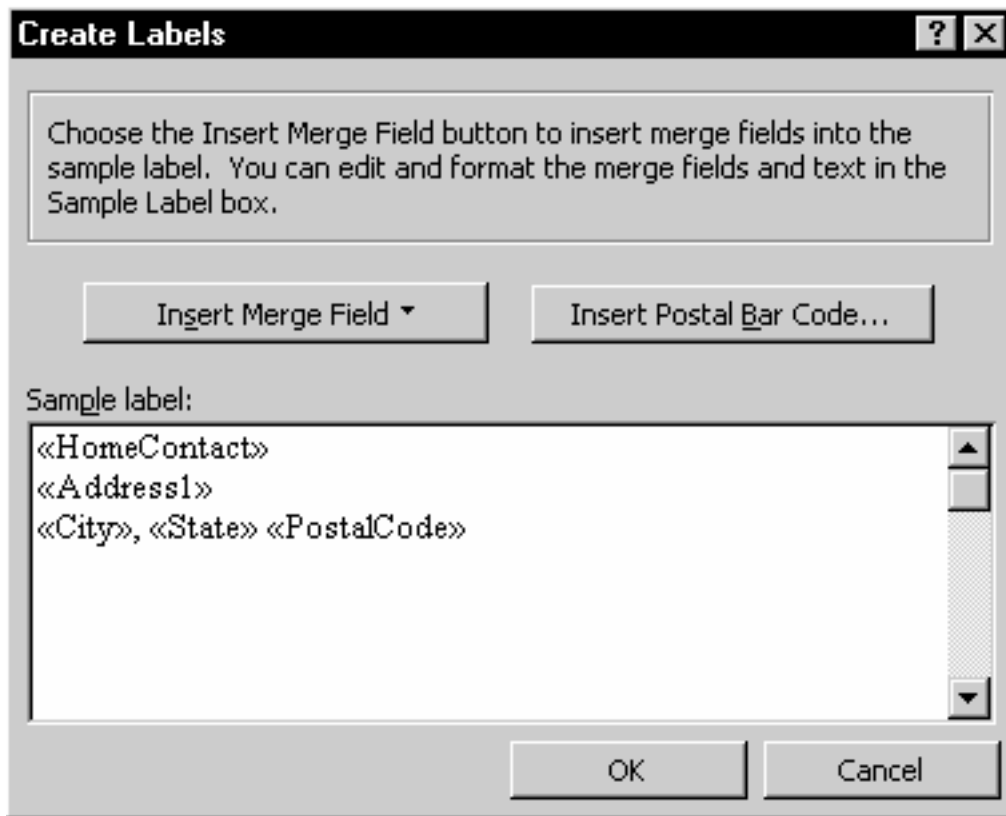 Create Labels
Choose the Insert Merge Field button to insert merge fields into the
sample label.  You can edit and format the merge fields and text in the
Sample Label box.
Insert Merge Field
Insert Postal Bar Code...
Sample label:
«HomeContact»
«Address1»
«City», «State» «PostalCode»
OK
Cancel